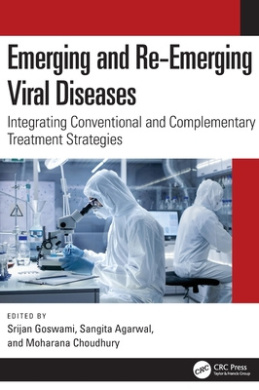 Emerging and Re-Emerging
Viral Diseases
Integrating Conventional and Complementary
Treatment Strategies
EDITED BY
Srijan Goswami, Sangita Agarwal,
and Moharana Choudhury
CRC Press
Taylor & Francis Group